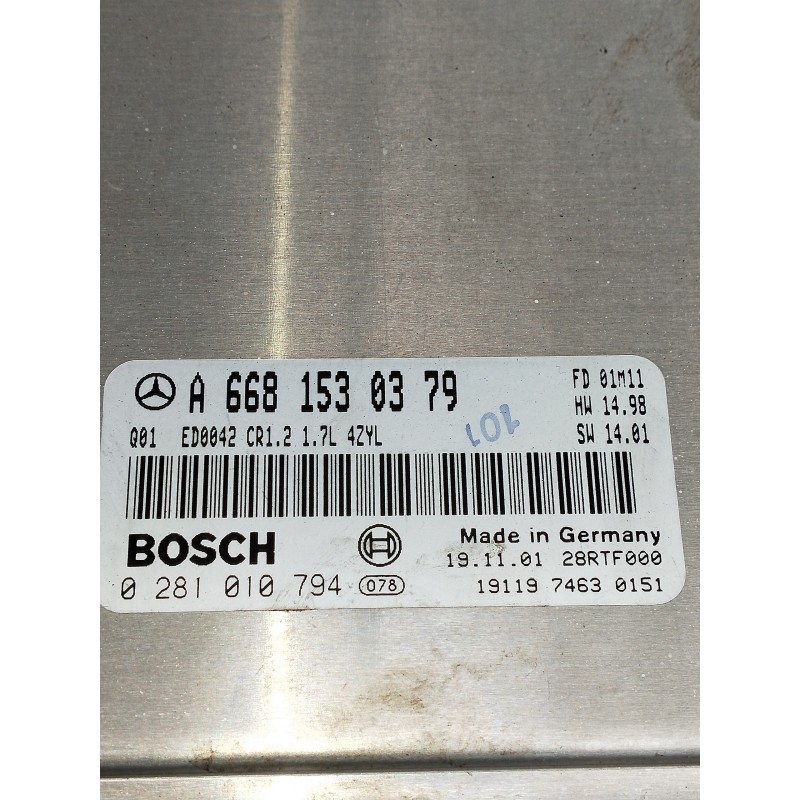 A 668 153 03 79
FD 01M11
HW 14.98
Q01 ED0042 CR1.2 1.7L 4ZYL
101
SW 14.01
BOSCH
Made in Germany
19.11.01 28RTF000
0 281 010 794 078
19119 7463 0151